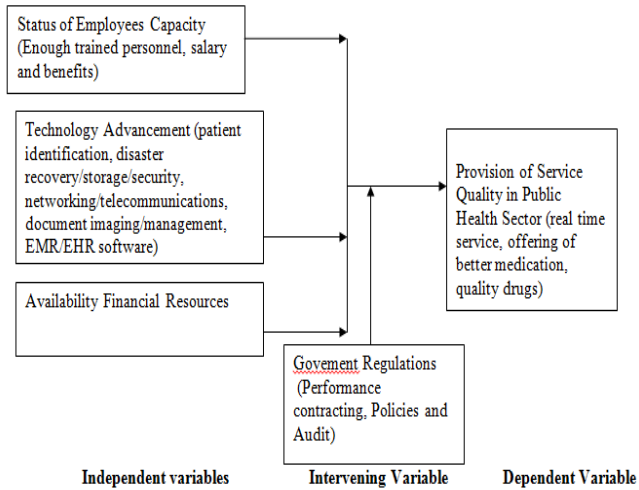 Status of Employees Capacity
(Enough trained personnel, salary
and benefits)
Technology Advancement (patient
identification, disaster
recovery/storage/security,
networking/telecommunications,
document imaging/management,
EMR/EHR software)
Availability Financial Resources
Provision of Service
Quality in Public
Health Sector (real time
service, offering of
better medication,
quality drugs)
Govement Regulations
(Performance
contracting, Policies and
Audit)
Independent variables
Intervening Variable
Dependent Variable